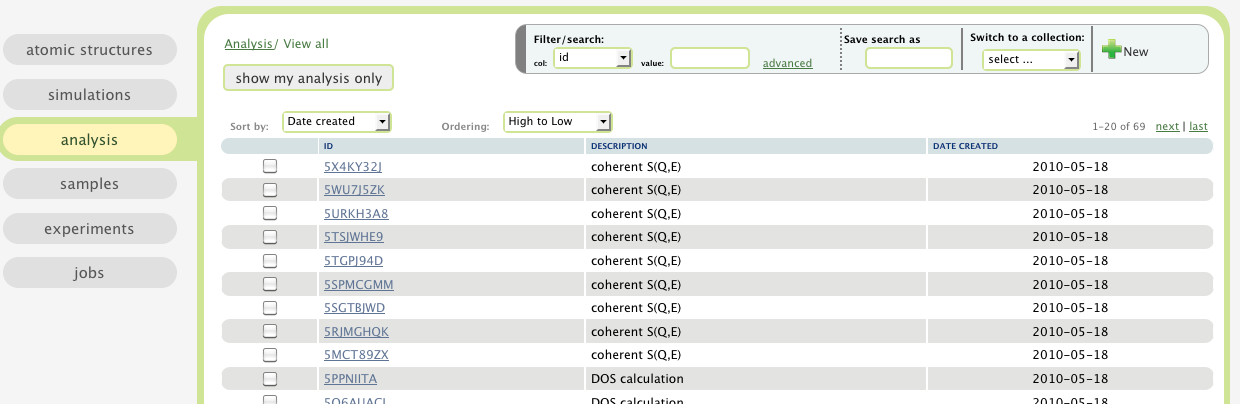 atomic structures
simulations
analysis
samples
experiments
jobs
Analysis/ View all
show my analysis only
Filter/search:
col: id value: advanced
Save search as
Switch to a collection:
select ...
New
Sort by: Date created Ordering: High to Low
1-20 of 69 next | last
ID DESCRIPTION DATE CREATED
5X4KY32J coherent S(Q,E) 2010-05-18
5WU7J5ZK coherent S(Q,E) 2010-05-18
5URKH3A8 coherent S(Q,E) 2010-05-18
5TSJWHE9 coherent S(Q,E) 2010-05-18
5TGPJ94D coherent S(Q,E) 2010-05-18
5SPMCGMM coherent S(Q,E) 2010-05-18
5SGTBJWD coherent S(Q,E) 2010-05-18
5RJMGHQK coherent S(Q,E) 2010-05-18
5MCT89ZX coherent S(Q,E) 2010-05-18
5PPNIITA DOS calculation 2010-05-18
DOS calculation 2010-05-18